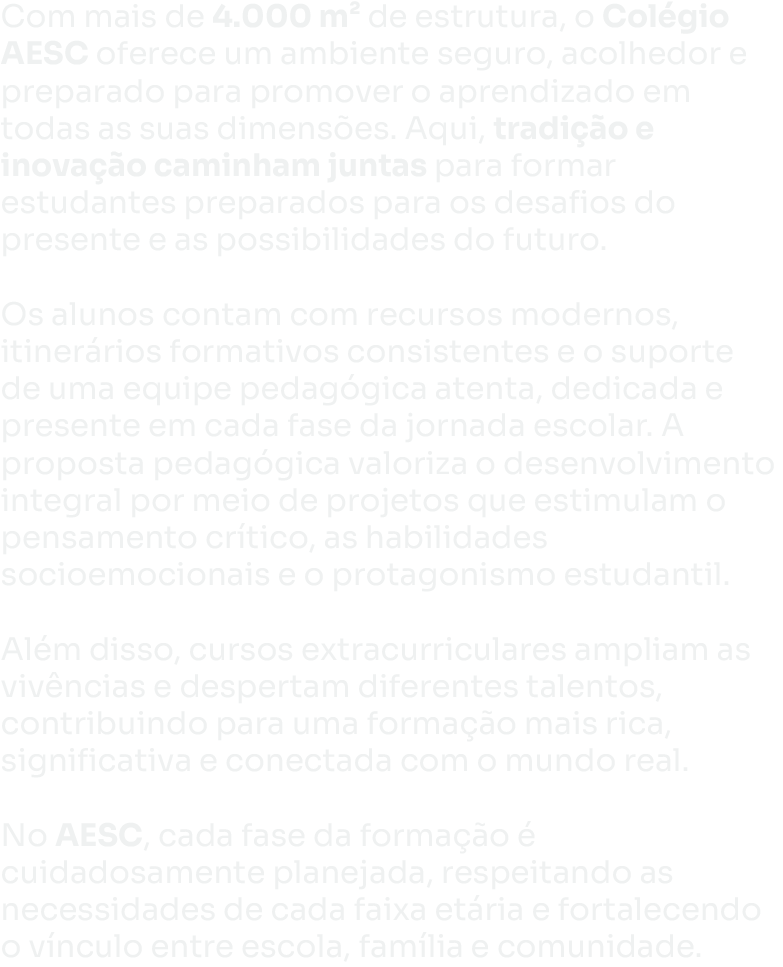 Com mais de 4.000 m² de estrutura, o Colégio
AESC oferece um ambiente seguro, acolhedor e
preparado para promover o aprendizado em
todas as suas dimensões. Aqui, tradição e
inovação caminham juntas para formar
estudantes preparados para os desafios do
presente e as possibilidades do futuro.

Os alunos contam com recursos modernos,
itinerários formativos consistentes e o suporte
de uma equipe pedagógica atenta, dedicada e
presente em cada fase da jornada escolar. A
proposta pedagógica valoriza o desenvolvimento
integral por meio de projetos que estimulam o
pensamento crítico, as habilidades
socioemocionais e o protagonismo estudantil.

Além disso, cursos extracurriculares ampliam as
vivências e despertam diferentes talentos,
contribuindo para uma formação mais rica,
significativa e conectada com o mundo real.

No AESC, cada fase da formação é
cuidadosamente planejada, respeitando as
necessidades de cada faixa etária e fortalecendo
o vínculo entre escola, família e comunidade.